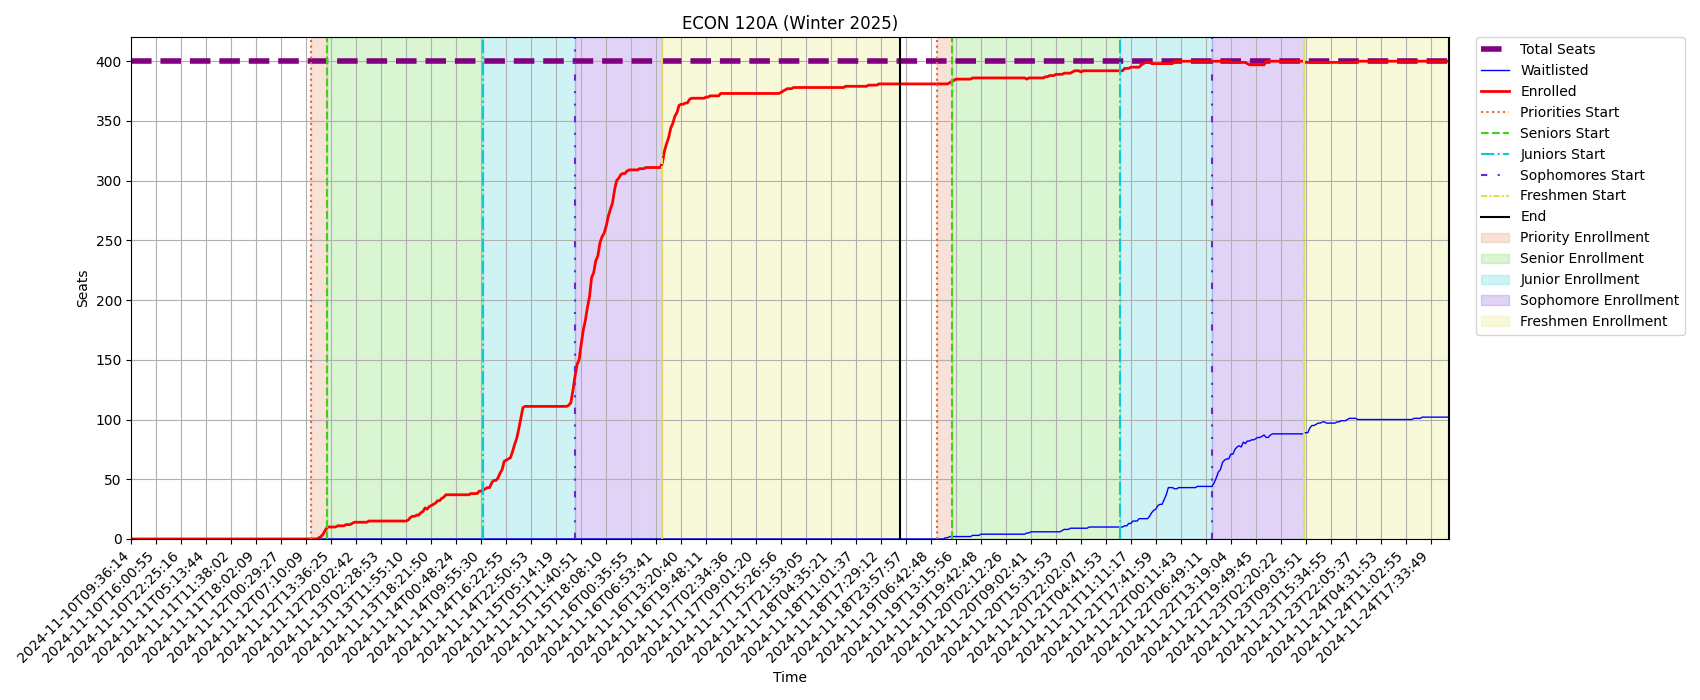 ECON 120A (Winter 2025)
Seats
400
350
300
250
200
150
100
50
0
2024-11-10T09:36:14
2024-11-10T16:00:55
2024-11-10T22:25:16
2024-11-11T05:13:44
2024-11-11T11:38:02
2024-11-11T18:02:09
2024-11-12T00:29:27
2024-11-12T07:10:09
2024-11-12T13:36:25
2024-11-12T20:02:42
2024-11-13T02:28:53
2024-11-13T11:55:10
2024-11-13T18:21:50
2024-11-14T00:48:24
2024-11-14T09:55:30
2024-11-14T16:22:55
2024-11-14T22:50:53
2024-11-15T05:14:19
2024-11-15T11:40:51
2024-11-15T18:08:10
2024-11-16T00:35:55
2024-11-16T06:53:41
2024-11-16T13:20:40
2024-11-16T19:48:11
2024-11-17T02:34:36
2024-11-17T09:01:20
2024-11-17T15:26:56
2024-11-18T04:53:05
2024-11-18T04:35:21
2024-11-18T11:01:37
2024-11-18T17:29:12
2024-11-18T23:57:57
2024-11-19T06:42:48
2024-11-19T13:15:56
2024-11-19T19:42:48
2024-11-20T02:12:26
2024-11-20T09:02:41
2024-11-20T15:31:53
2024-11-20T22:02:07
2024-11-21T04:41:53
2024-11-21T11:11:17
2024-11-21T17:41:59
2024-11-22T00:11:43
2024-11-22T06:49:11
2024-11-22T13:19:04
2024-11-22T19:49:45
2024-11-23T02:20:22
2024-11-23T09:03:51
2024-11-23T15:34:55
2024-11-23T22:05:37
2024-11-24T04:31:53
2024-11-24T11:02:55
2024-11-24T17:33:49
Time
Total Seats
Waitlisted
Enrolled
Priorities Start
Seniors Start
Juniors Start
Sophomores Start
Freshmen Start
End
Priority Enrollment
Senior Enrollment
Junior Enrollment
Sophomore Enrollment
Freshmen Enrollment